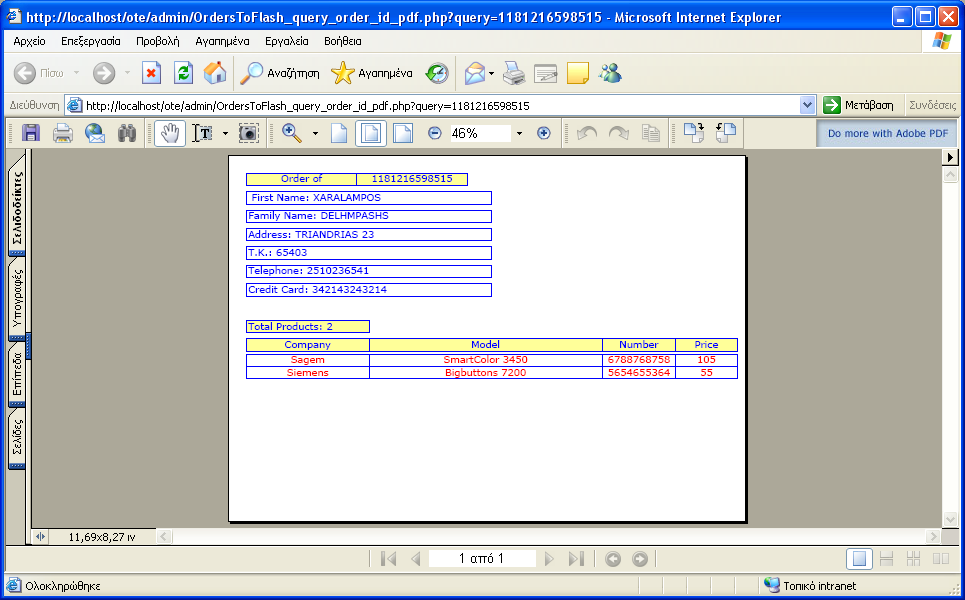 http://localhost/ote/admin/OrdersToFlash_query_order_id_pdf.php?query=1181216598515 - Microsoft Internet Explorer
Αρχείο Επεξεργασία Προβολή Αγαπημένα Εργαλεία Βοήθεια
Πίσω Αναζήτηση Αγαπημένα
Διεύθυνση http://localhost/ote/admin/OrdersToFlash_query_order_id_pdf.php?query=1181216598515 Μετάβαση Συνδέσεις
T 46% Do more with Adobe PDF
Σελιδοδείκτες
Υπογραφές
Επίπεδα
Σελίδες
Order of 1181216598515
First Name: XARALAMPOS
Family Name: DELHMPASHS
Address: TRIANDRIAS 23
T.K.: 65403
Telephone: 2510236541
Credit Card: 342143243214
Total Products: 2
Company Model Number Price
Sagem SmartColor 3450 6788768758 105
Siemens Bigbuttons 7200 5654655364 55
11,69x8,27 ιν
1 από 1
Ολοκληρώθηκε Τοπικό intranet